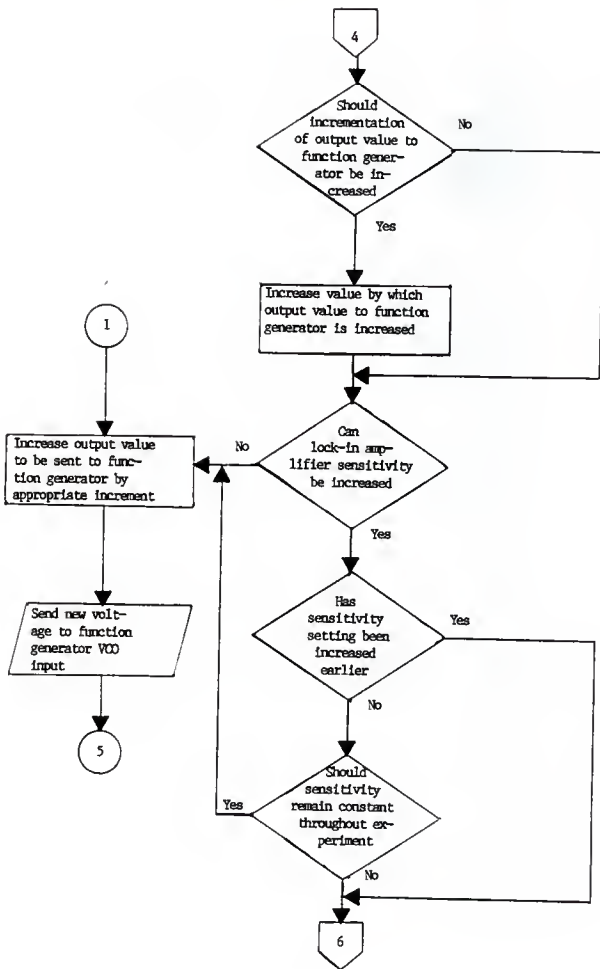 4
Should
incrementation
of output value to
function gener-
ator be in-
creased
No
Yes
Increase value by which
output value to function
generator is increased
1
Can
lock-in amp-
lifier sensitivity
be increased
No
Increase output value
to be sent to func-
tion generator by
appropriate increment
Yes
Has
sensitivity
setting been
increased
earlier
Yes
Send new volt-
age to function
generator VCO
input
No
5
Should
sensitivity
remain constant
throughout ex-
periment
Yes
No
6